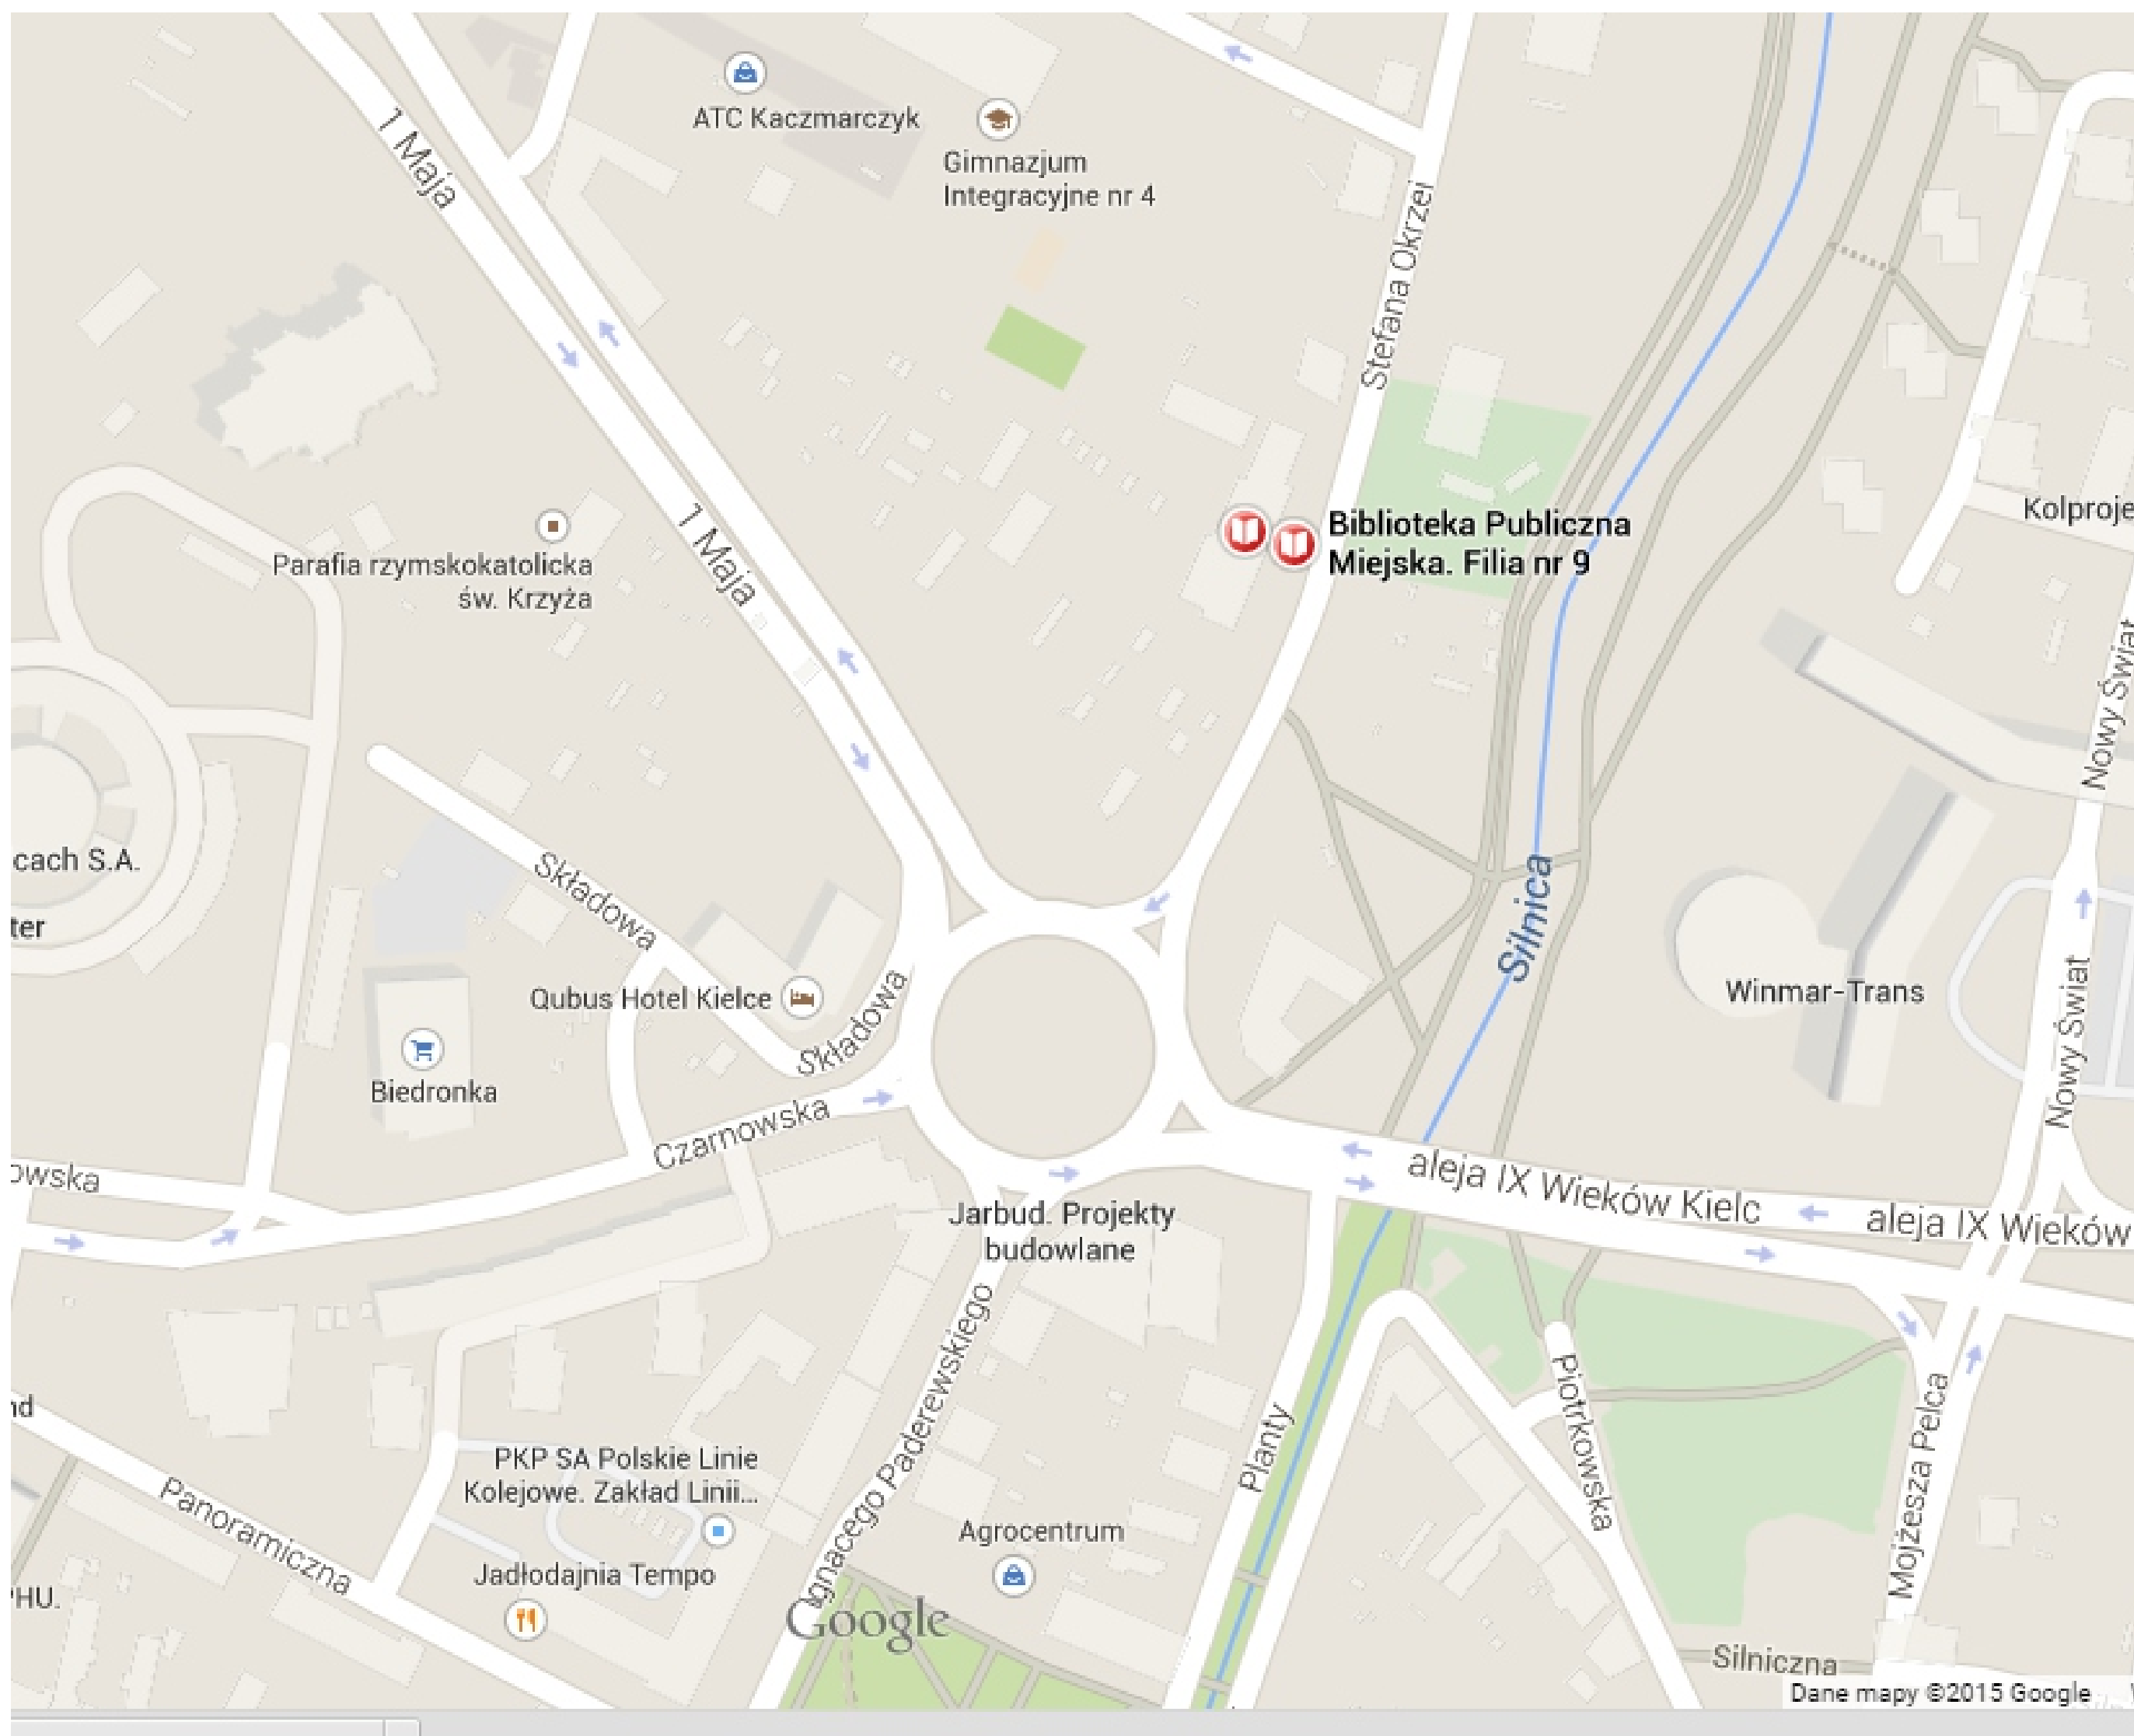 ATC Kaczmarczyk
Gimnazjum
Integracyjne nr 4
1 Maja
Stefana Okrzei
Biblioteka Publiczna
Miejska. Filia nr 9
Kolproje
1 Maja
Parafia rzymskokatolicka
św. Krzyża
Nowy Świat
cach S.A.
ter
Składowa
Silnica
Qubus Hotel Kielce
Składowa
Winmar-Trans
Nowy Świat
Biedronka
Czarnowska
owska
aleja IX Wieków Kielc
aleja IX Wieków
Jarbud. Projekty
budowlane
Ignacego Paderewskiego
Planty
Piotrkowska
Mojżesza Pelca
nd
PKP SA Polskie Linie
Kolejowe. Zakład Linii...
Panoramiczna
Agrocentrum
Jadłodajnia Tempo
PHU.
Google
Silniczna
Dane mapy ©2015 Google